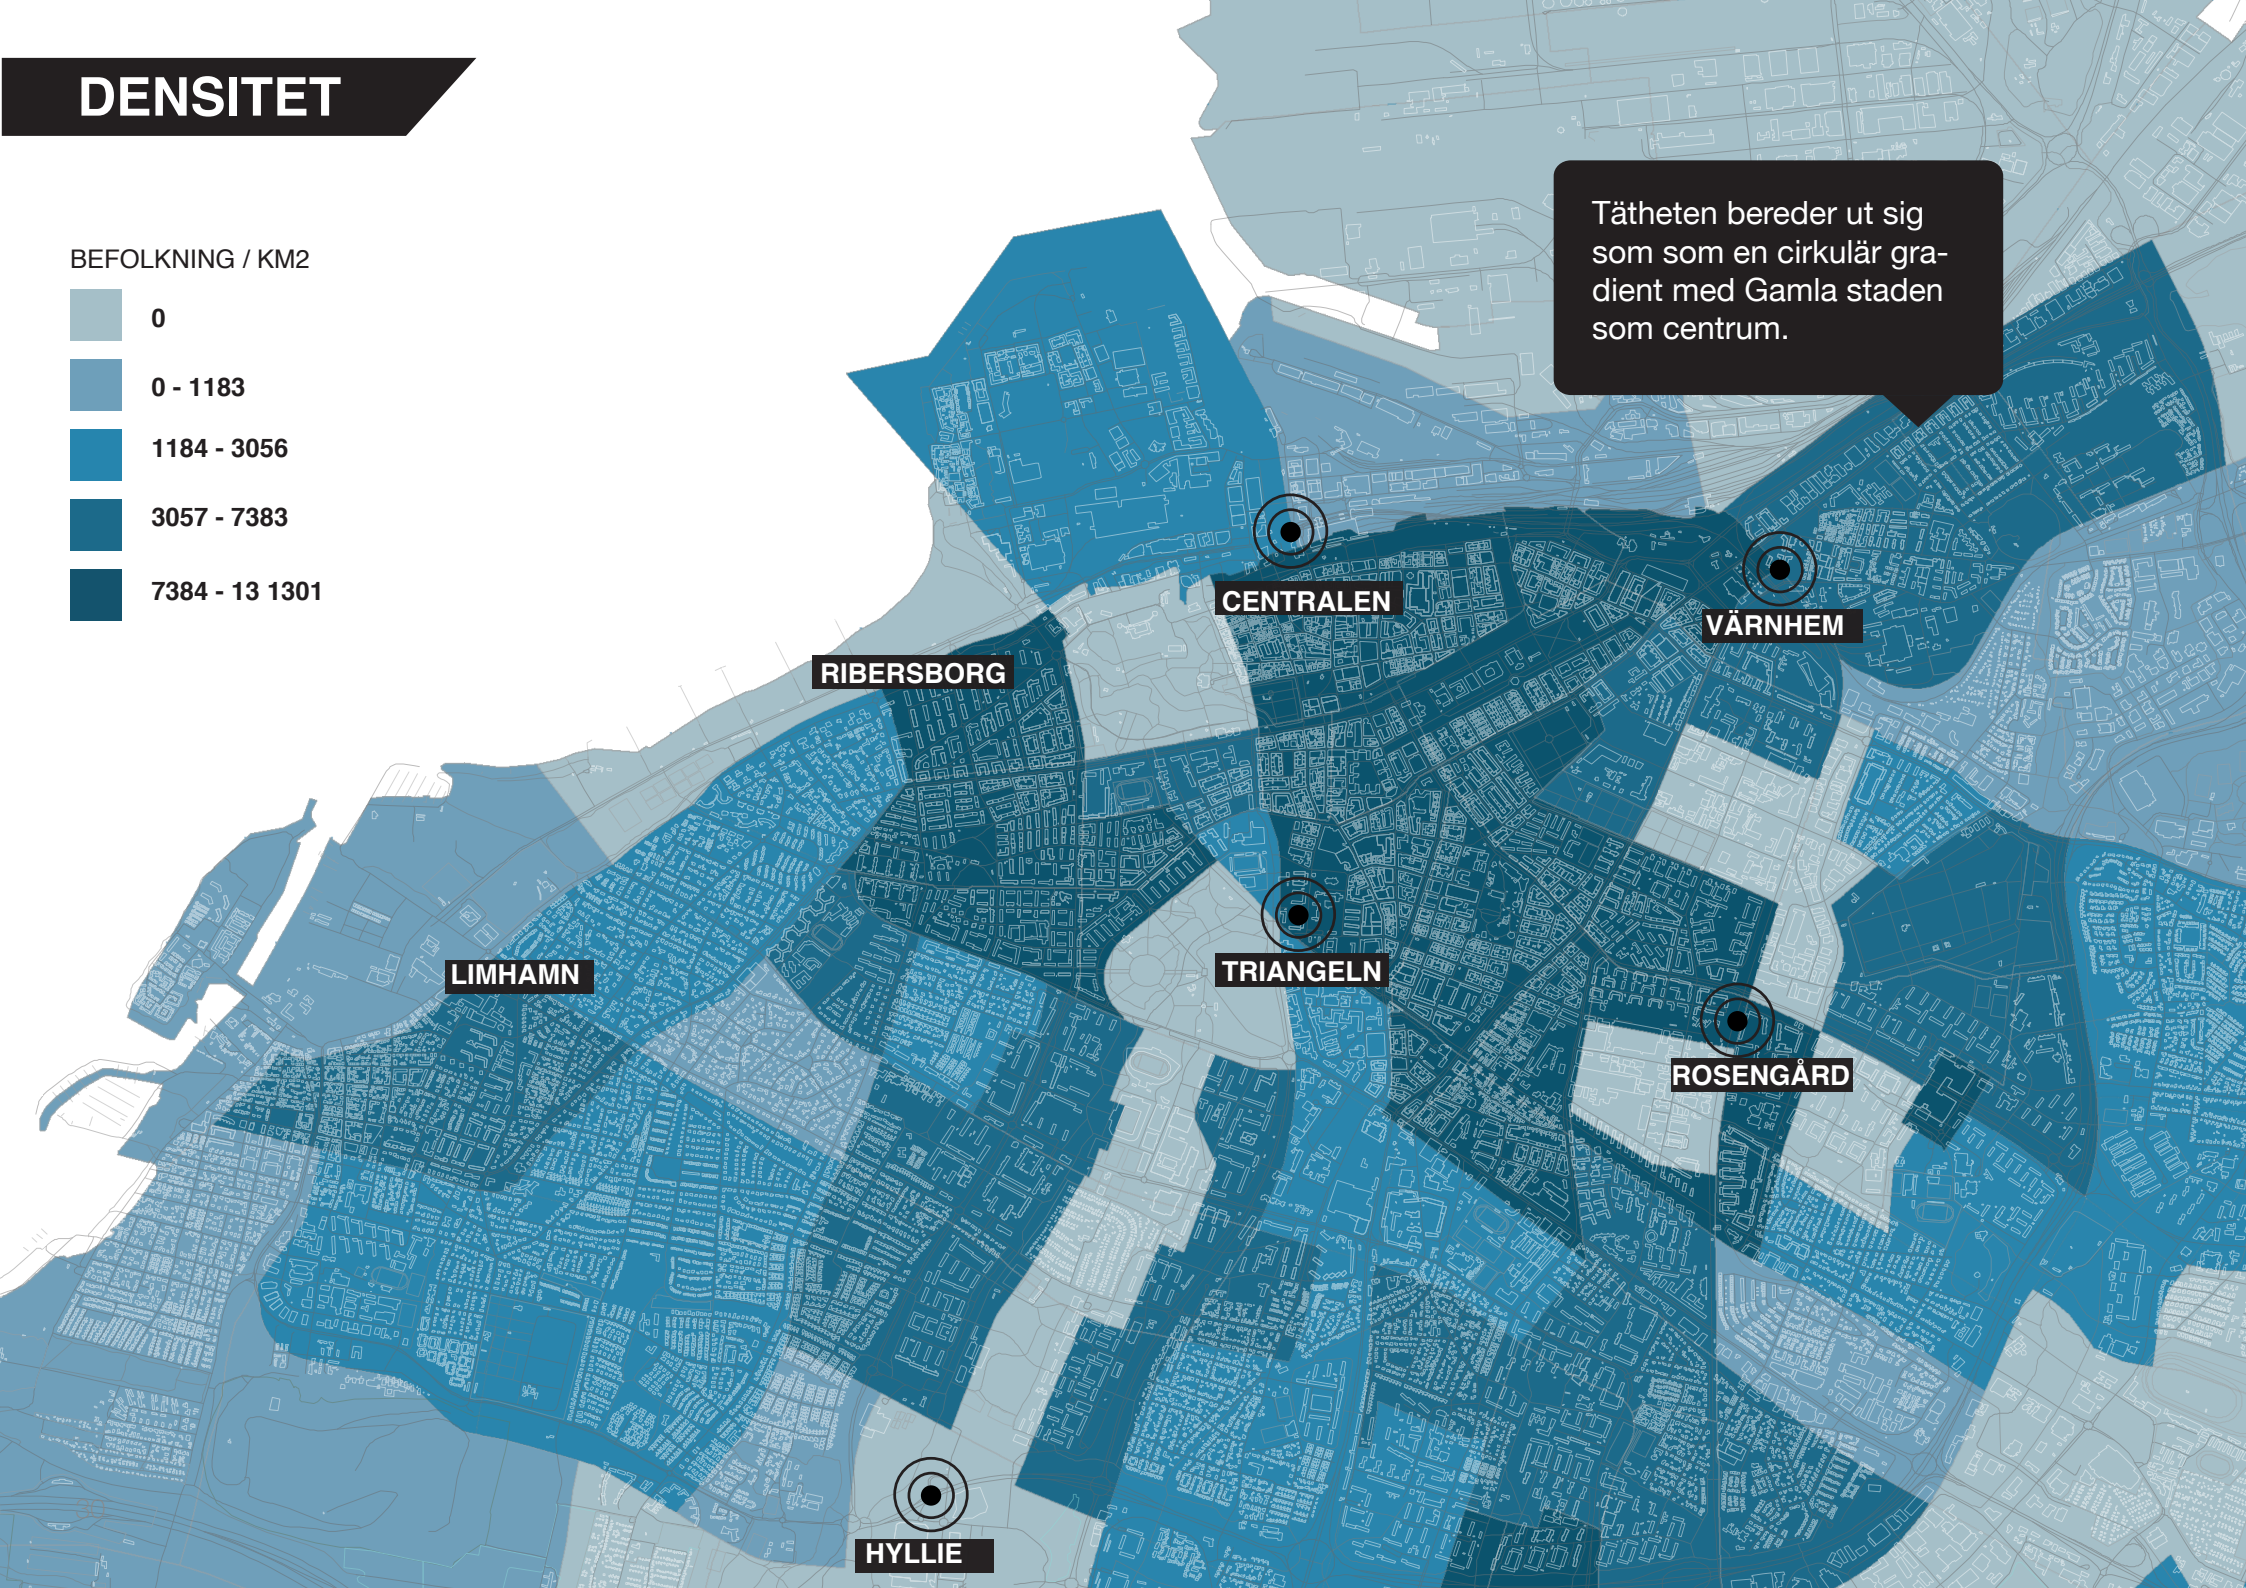 DENSITET
BEFOLKNING / KM2
0
0 - 1183
1184 - 3056
3057 - 7383
7384 - 13 1301
Tätheten bereder ut sig
som som en cirkulär gra-
dient med Gamla staden
som centrum.
CENTRALEN
VÄRNHEM
RIBERSBORG
LIMHAMN
TRIANGELN
ROSENGÅRD
HYLLIE